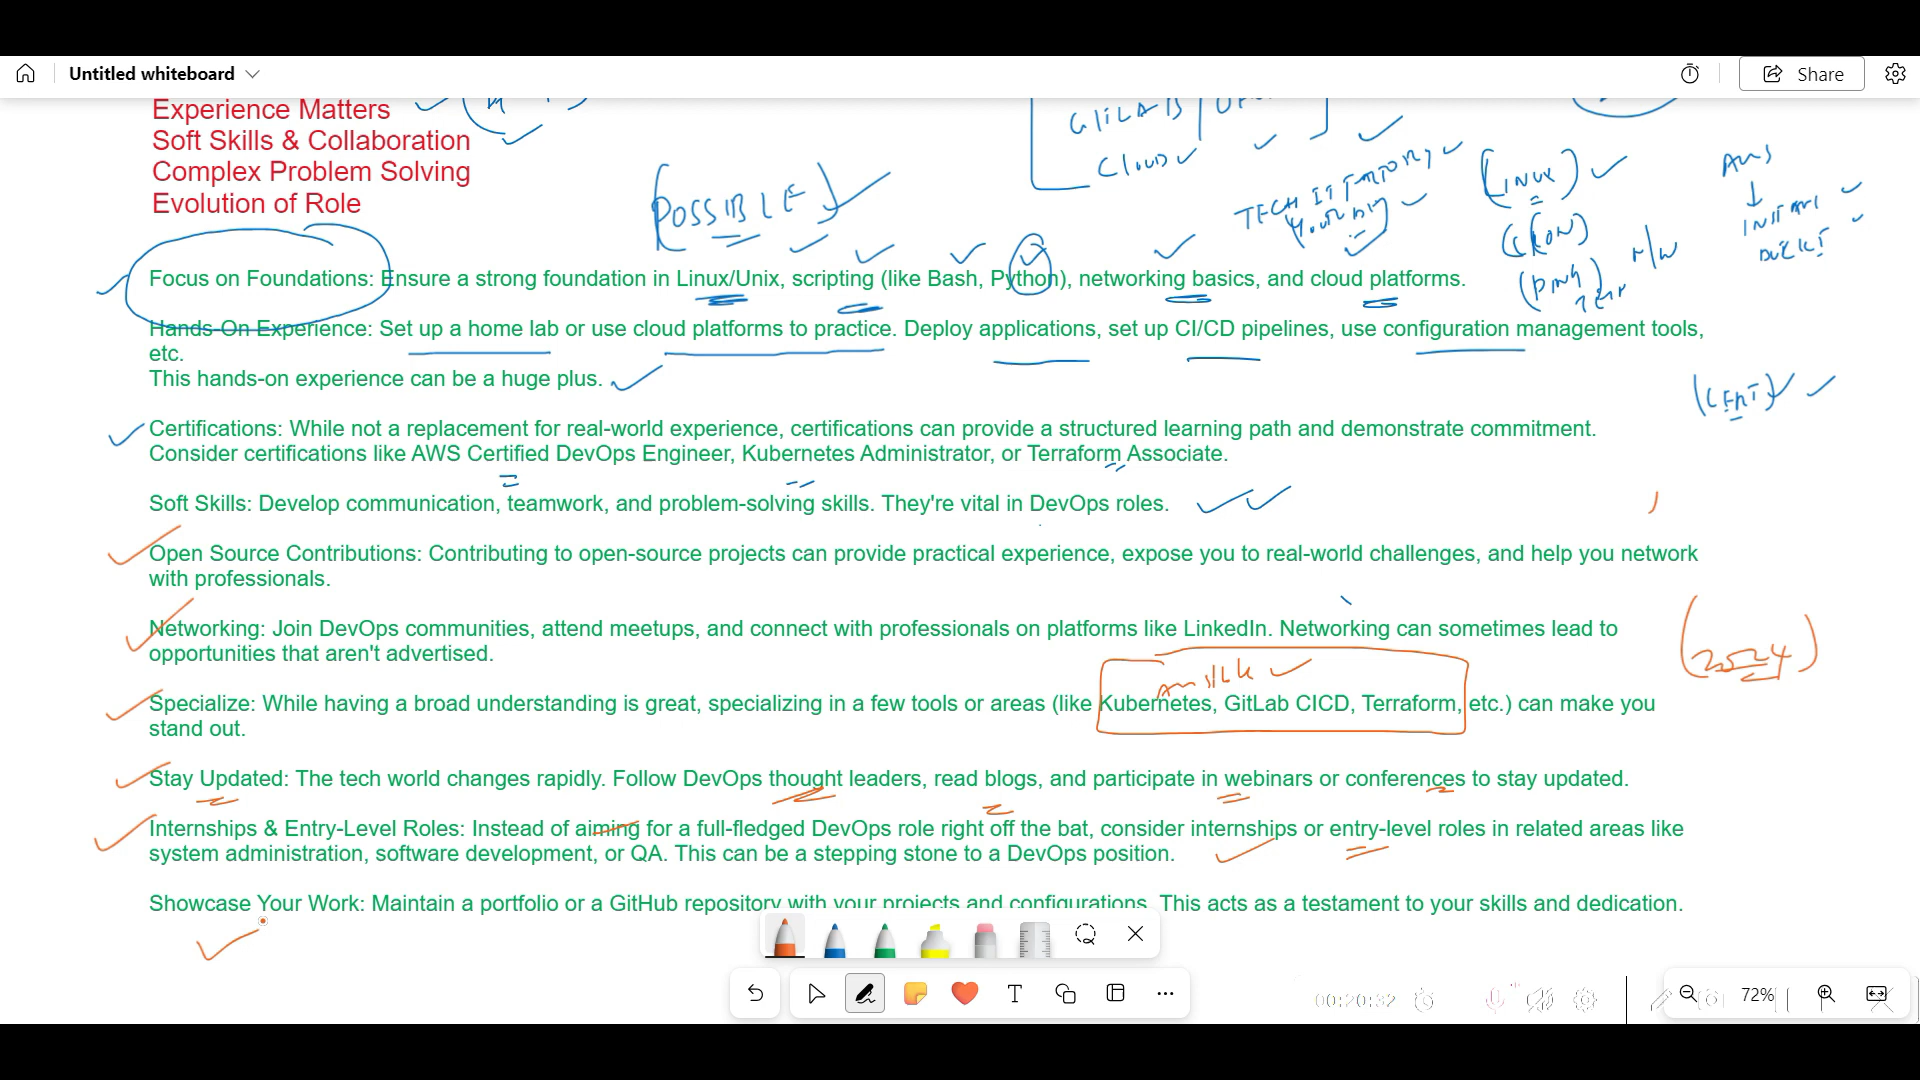 Untitled whiteboard
Share
Experience Matters
Soft Skills & Collaboration
Complex Problem Solving
Evolution of Role
GITLAB
CLOUD
(POSSIBLE)
TECH
(LINUX)
(CRON)
N/W
(PING)
Focus on Foundations: Ensure a strong foundation in Linux/Unix, scripting (like Bash, Python), networking basics, and cloud platforms.
Hands-On Experience: Set up a home lab or use cloud platforms to practice. Deploy applications, set up CI/CD pipelines, use configuration management tools,
etc.
This hands-on experience can be a huge plus.
(CERT)
Certifications: While not a replacement for real-world experience, certifications can provide a structured learning path and demonstrate commitment.
Consider certifications like AWS Certified DevOps Engineer, Kubernetes Administrator, or Terraform Associate.
Soft Skills: Develop communication, teamwork, and problem-solving skills. They're vital in DevOps roles.
Open Source Contributions: Contributing to open-source projects can provide practical experience, expose you to real-world challenges, and help you network
with professionals.
Networking: Join DevOps communities, attend meetups, and connect with professionals on platforms like LinkedIn. Networking can sometimes lead to
opportunities that aren't advertised.
(2024)
Specialize: While having a broad understanding is great, specializing in a few tools or areas (like Kubernetes, GitLab CICD, Terraform, etc.) can make you
stand out.
Stay Updated: The tech world changes rapidly. Follow DevOps thought leaders, read blogs, and participate in webinars or conferences to stay updated.
Internships & Entry-Level Roles: Instead of aiming for a full-fledged DevOps role right off the bat, consider internships or entry-level roles in related areas like
system administration, software development, or QA. This can be a stepping stone to a DevOps position.
Showcase Your Work: Maintain a portfolio or a GitHub repository with your projects and configurations. This acts as a testament to your skills and dedication.
00:20:32
72%